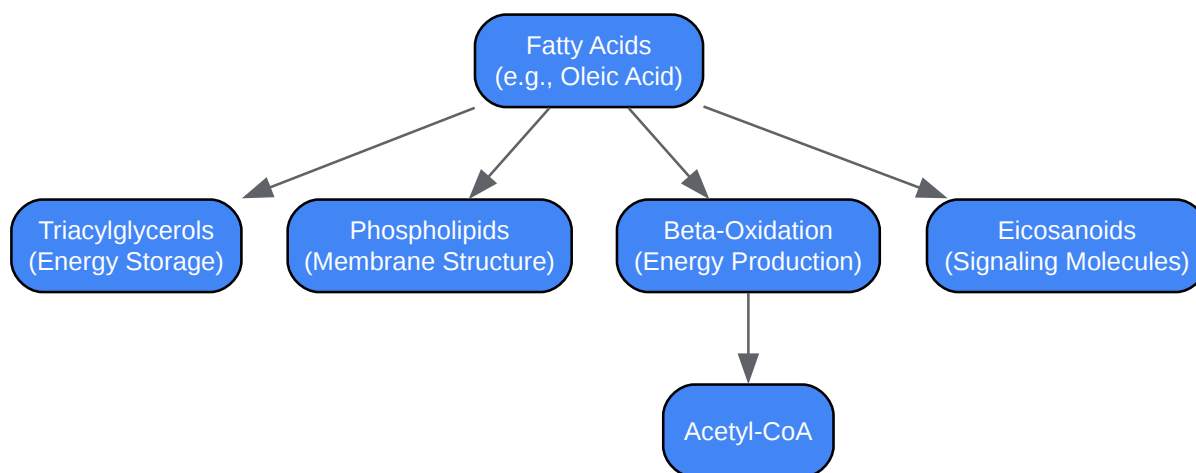 Fatty Acids
(e.g., Oleic Acid)
Triacylglycerols
(Energy Storage)
Phospholipids
(Membrane Structure)
Beta-Oxidation
(Energy Production)
Eicosanoids
(Signaling Molecules)
Acetyl-CoA